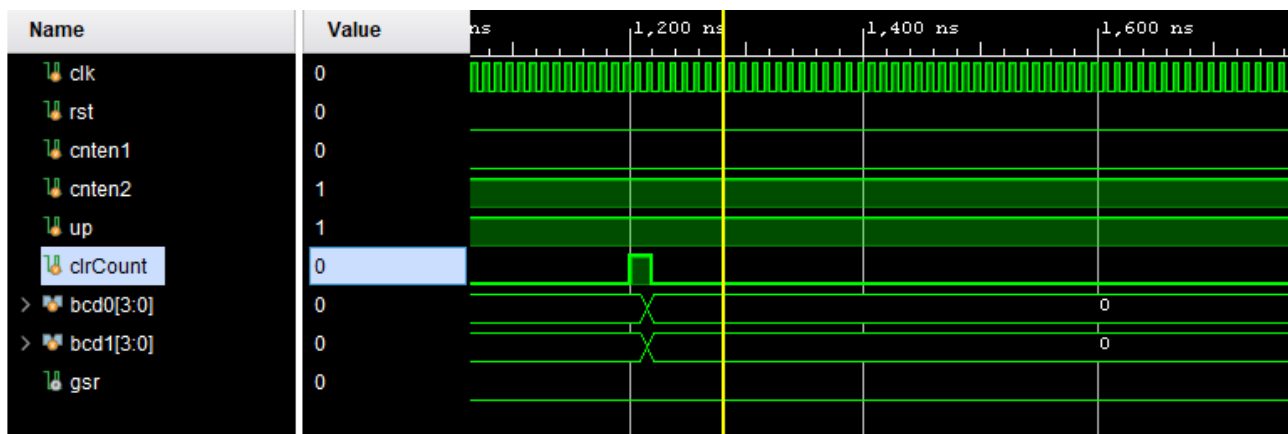 Name Value ns 1,200 ns 1,400 ns 1,600 ns
clk 0
rst 0
cnten1 0
cnten2 1
up 1
clrCount 0
> bcd0[3:0] 0 0
> bcd1[3:0] 0 0
gsr 0